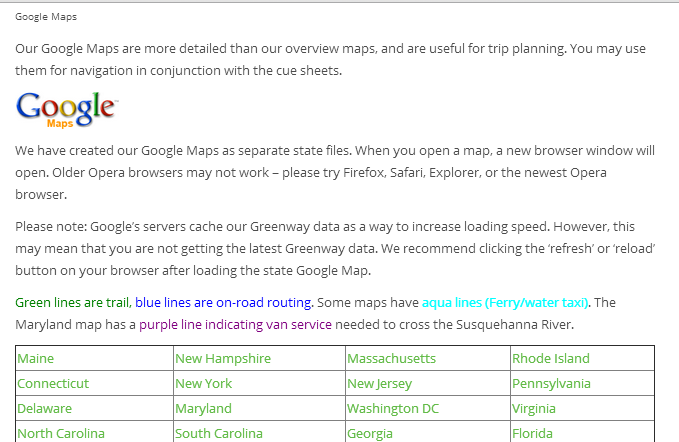 Google Maps
Our Google Maps are more detailed than our overview maps, and are useful for trip planning. You may use
them for navigation in conjunction with the cue sheets.
Google™
Maps
We have created our Google Maps as separate state files. When you open a map, a new browser window will
open. Older Opera browsers may not work – please try Firefox, Safari, Explorer, or the newest Opera
browser.
Please note: Google’s servers cache our Greenway data as a way to increase loading speed. However, this
may mean that you are not getting the latest Greenway data. We recommend clicking the ‘refresh’ or ‘reload’
button on your browser after loading the state Google Map.
Green lines are trail, blue lines are on-road routing. Some maps have aqua lines (Ferry/water taxi). The
Maryland map has a purple line indicating van service needed to cross the Susquehanna River.
Maine New Hampshire Massachusetts Rhode Island
Connecticut New York New Jersey Pennsylvania
Delaware Maryland Washington DC Virginia
North Carolina South Carolina Georgia Florida